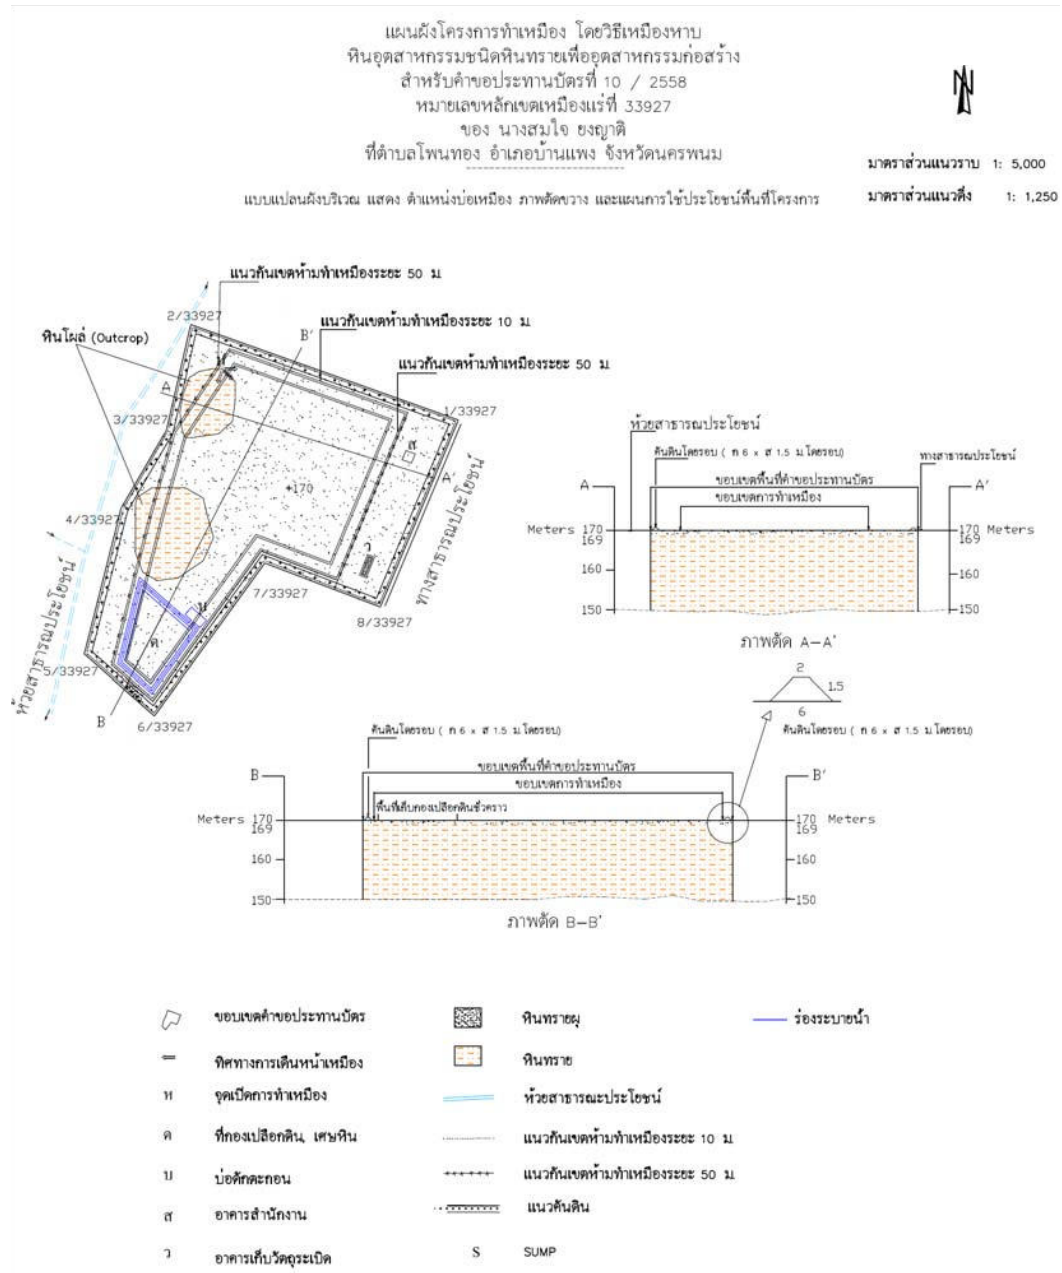 แผนผังโครงการทำเหมือง โดยวิธีเหมืองหาบ
หินอุตสาหกรรมชนิดหินทรายเพื่ออุตสาหกรรมก่อสร้าง
สำหรับคำขอประทานบัตรที่ 10 / 2558
หมายเลขหลักเขตเหมืองแร่ที่ 33927
ของ นางสมใจ ยงญาติ
ที่ตำบลโพนทอง อำเภอบ้านแพง จังหวัดนครพนม
N
มาตราส่วนแนวราบ 1: 5,000
มาตราส่วนแนวดิ่ง 1: 1,250
แบบแปลนผังบริเวณ แสดง ตำแหน่งบ่อเหมือง ภาพตัดขวาง และแผนการใช้ประโยชน์พื้นที่โครงการ
แนวกันเขตห้ามทำเหมืองระยะ 50 ม.
2/33927
แนวกันเขตห้ามทำเหมืองระยะ 10 ม.
B'
หินโผล่ (Outcrop)
แนวกันเขตห้ามทำเหมืองระยะ 50 ม.
ห
A
1/33927
3/33927
ส
A'
+170
4/33927
ว
ทางสาธารณประโยชน์
7/33927
บ
8/33927
ค
ห้วยสาธารณประโยชน์
5/33927
B
6/33927
ห้วยสาธารณประโยชน์
คันดินโดยรอบ ( ก 6 x ส 1.5 ม.โดยรอบ)
ทางสาธารณประโยชน์
ขอบเขตพื้นที่คำขอประทานบัตร
A
A'
ขอบเขตการทำเหมือง
Meters 170
170 Meters
169
169
160
160
150
150
ภาพตัด A-A'
2
1.5
6
คันดินโดยรอบ ( ก 6 x ส 1.5 ม.โดยรอบ)
คันดินโดยรอบ ( ก 6 x ส 1.5 ม.โดยรอบ)
ขอบเขตพื้นที่คำขอประทานบัตร
B
B'
ขอบเขตการทำเหมือง
พื้นที่เก็บกองเปลือกดินชั่วคราว
Meters 170
170 Meters
169
169
160
160
150
150
ภาพตัด B-B'
ขอบเขตคำขอประทานบัตร
หินทรายผุ
ร่องระบายน้ำ
ทิศทางการเดินหน้าเหมือง
หินทราย
ห จุดเปิดการทำเหมือง
ห้วยสาธารณะประโยชน์
ค ที่กองเปลือกดิน, เศษหิน
แนวกันเขตห้ามทำเหมืองระยะ 10 ม.
บ บ่อดักตะกอน
แนวกันเขตห้ามทำเหมืองระยะ 50 ม.
ส อาคารสำนักงาน
แนวคันดิน
ว อาคารเก็บวัตถุระเบิด
S SUMP